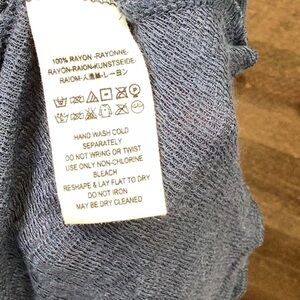 100% RAYON -RAYONNE-
RAYON-RAION-KUNSTSEIDE-
RAYOM-人造絲-レーヨン
HAND WASH COLD
SEPARATELY
DO NOT WRING OR TWIST
USE ONLY NON-CHLORINE
BLEACH
RESHAPE & LAY FLAT TO DRY
DO NOT IRON
MAY BE DRY CLEANED